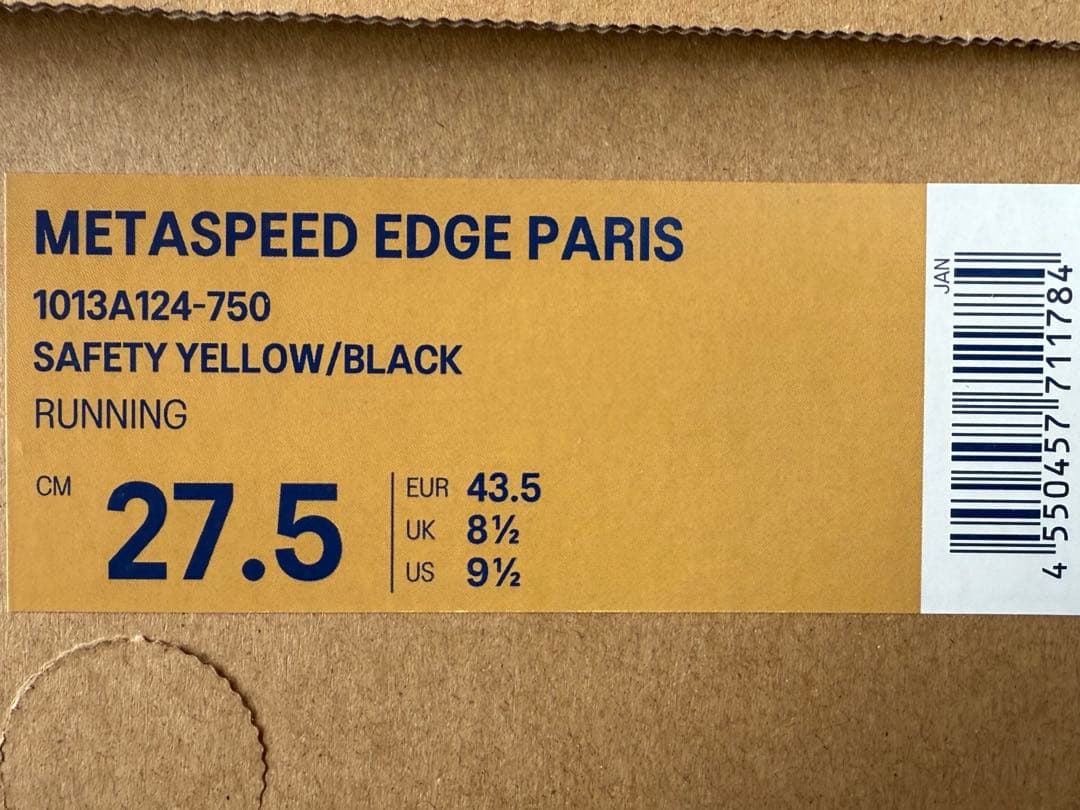 METASPEED EDGE PARIS
1013A124-750
SAFETY YELLOW/BLACK
RUNNING
CM 27.5
EUR 43.5
UK 8½
US 9½
JAN
4550457711784